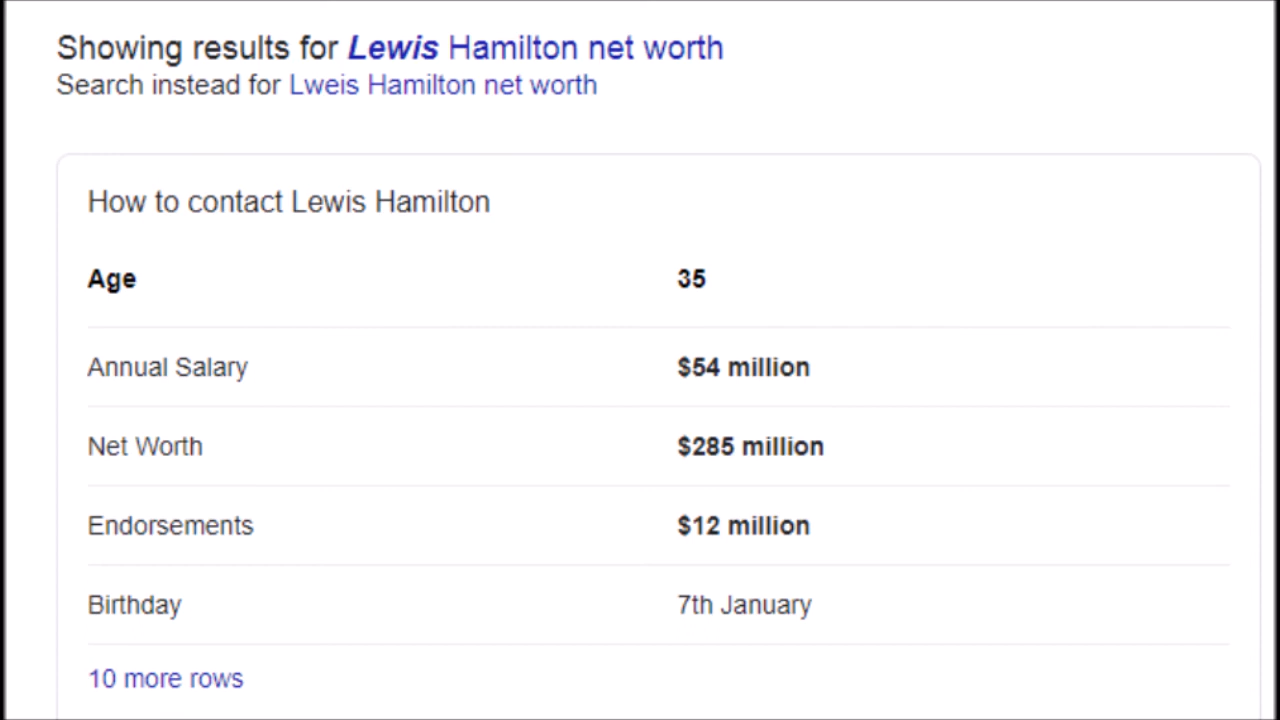 Showing results for Lewis Hamilton net worth
Search instead for Lweis Hamilton net worth
How to contact Lewis Hamilton
Age 35
Annual Salary $54 million
Net Worth $285 million
Endorsements $12 million
Birthday 7th January
10 more rows